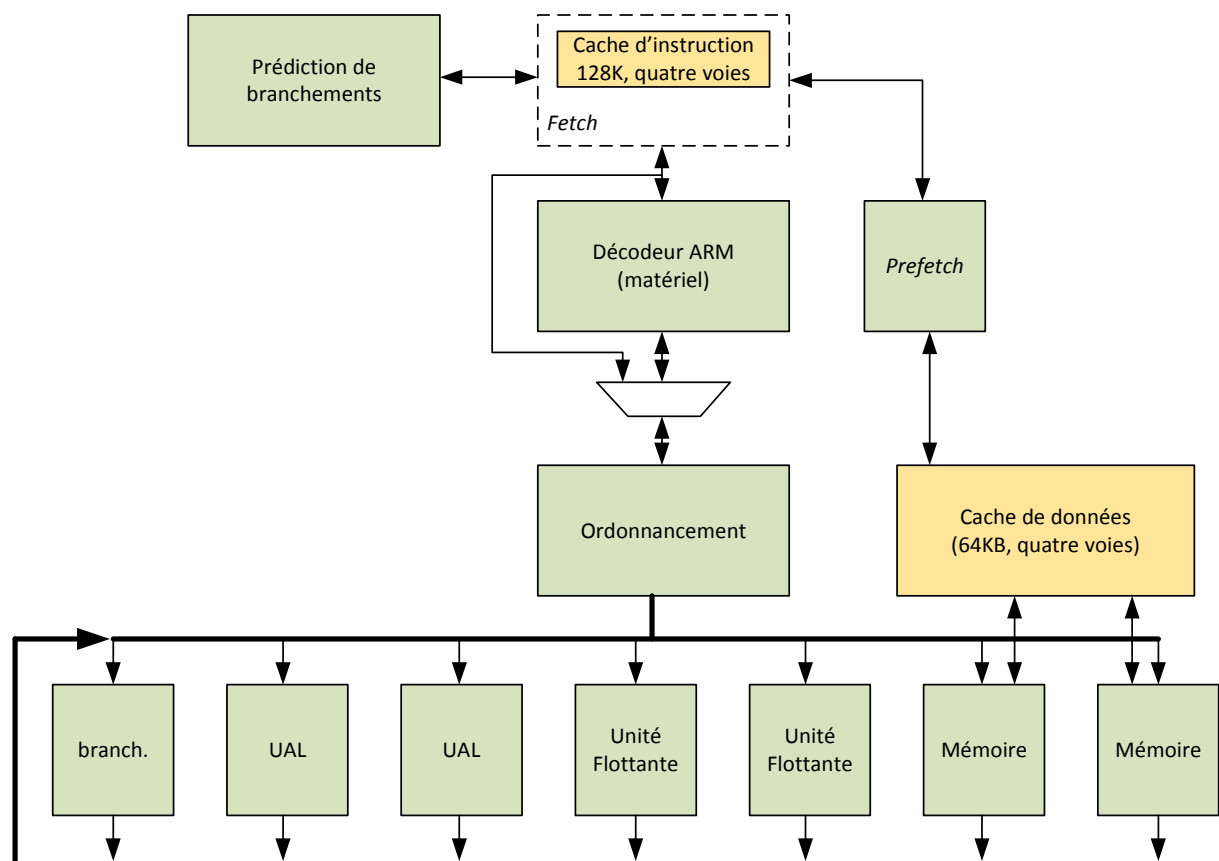 Prédiction de
branchements
Cache d'instruction
128K, quatre voies
Fetch
Décodeur ARM
(matériel)
Prefetch
Ordonnancement
Cache de données
(64KB, quatre voies)
branch.
UAL
UAL
Unité
Flottante
Unité
Flottante
Mémoire
Mémoire